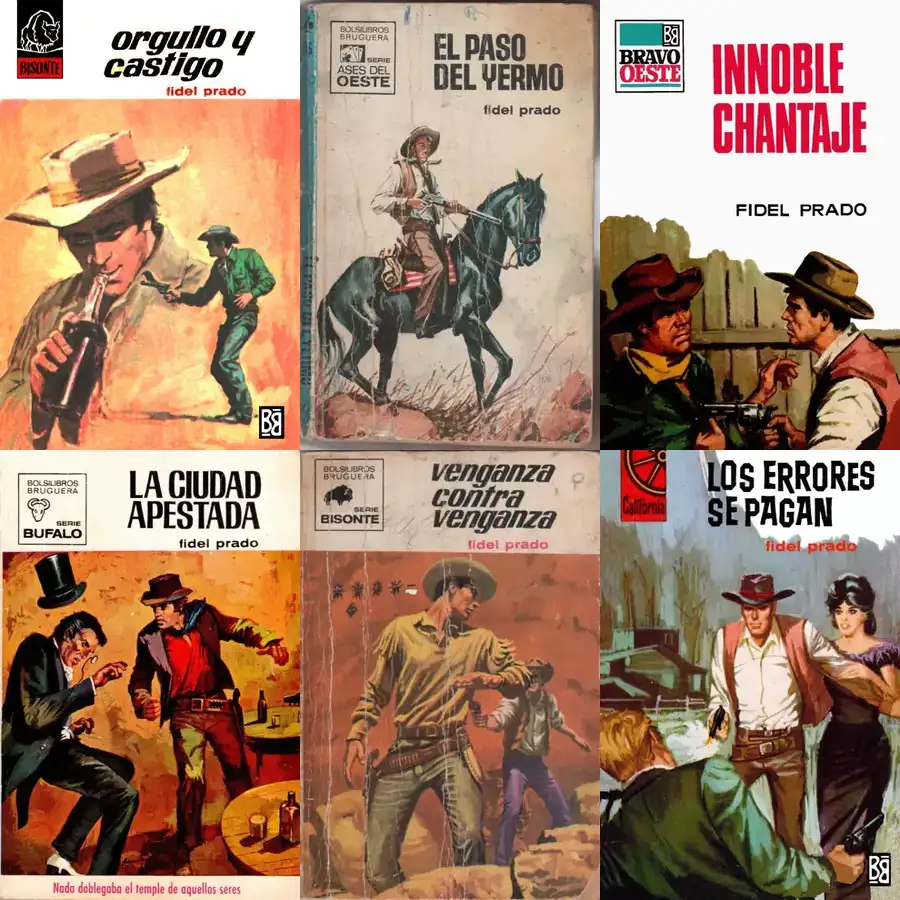 BISONTE
orgullo y
castigo
fidel prado
BB
BOLSILIBROS
BRUGUERA
SERIE
ASES DEL
OESTE
EL PASO
DEL YERMO
fidel prado
BB
BRAVO
OESTE
INNOBLE
CHANTAJE
FIDEL PRADO
BOLSILIBROS
BRUGUERA
SERIE
BUFALO
LA CIUDAD
APESTADA
fidel prado
Nada doblegaba el temple de aquellos seres
BOLSILIBROS
BRUGUERA
SERIE
BISONTE
venganza
contra
venganza
fidel prado
California
LOS ERRORES
SE PAGAN
fidel prado
BB